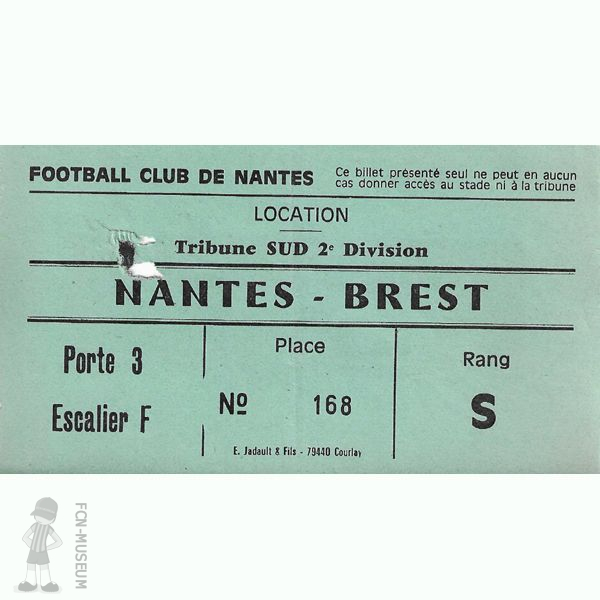 FOOTBALL CLUB DE NANTES
Ce billet présenté seul ne peut en aucun
cas donner accès au stade ni à la tribune
LOCATION
Tribune SUD 2e Division
NANTES - BREST
Porte 3
Escalier F
Place
Nº 168
Rang
S
E. Jadault & Fils - 79440 Courlay
FCN-MUSEUM